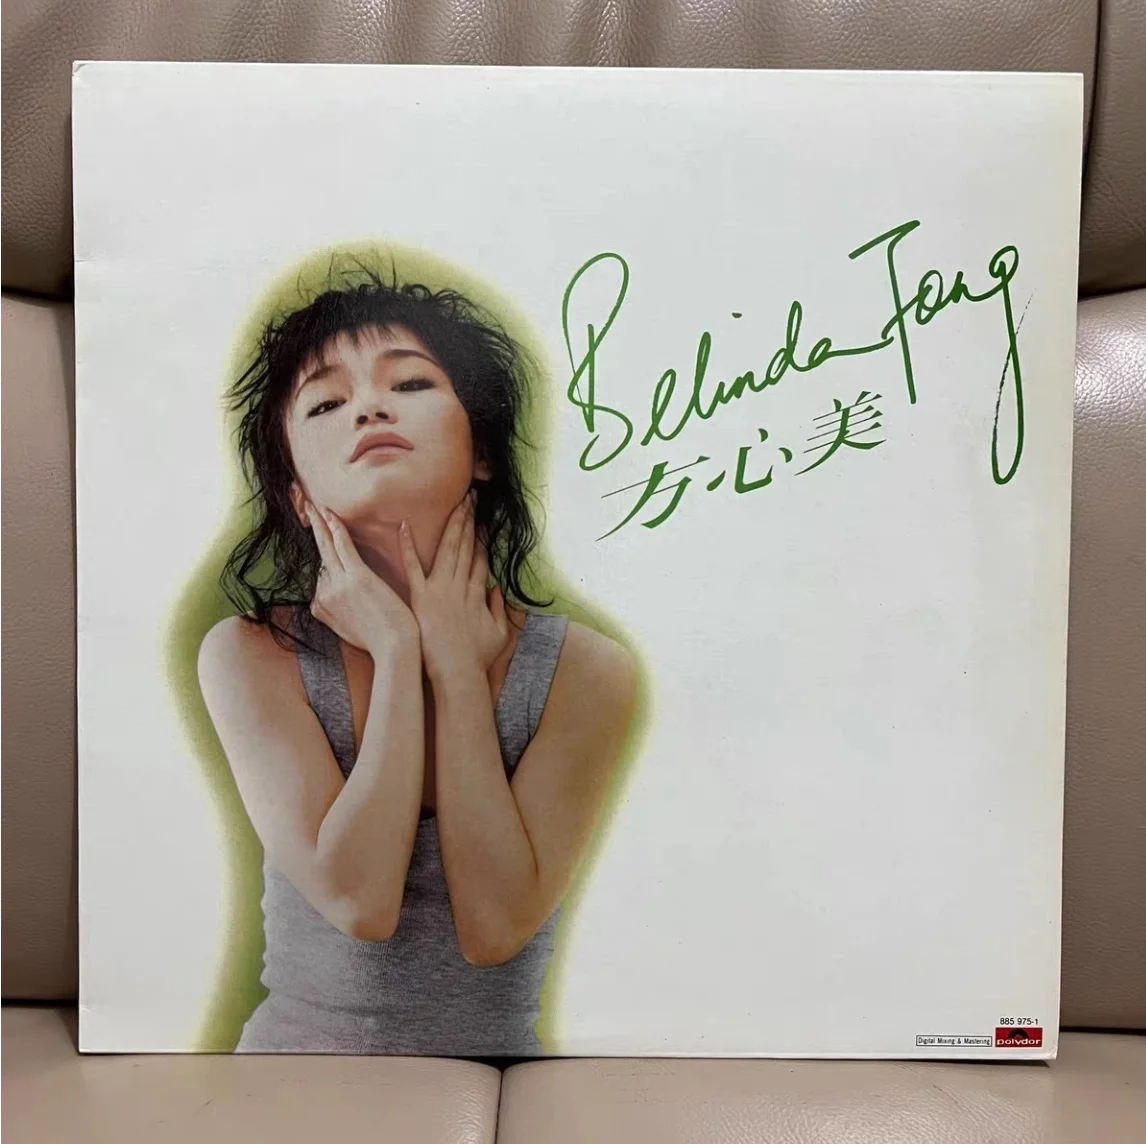 Belinda Fong
方心美
885 975-1
Digital Mixing & Mastering
polydor